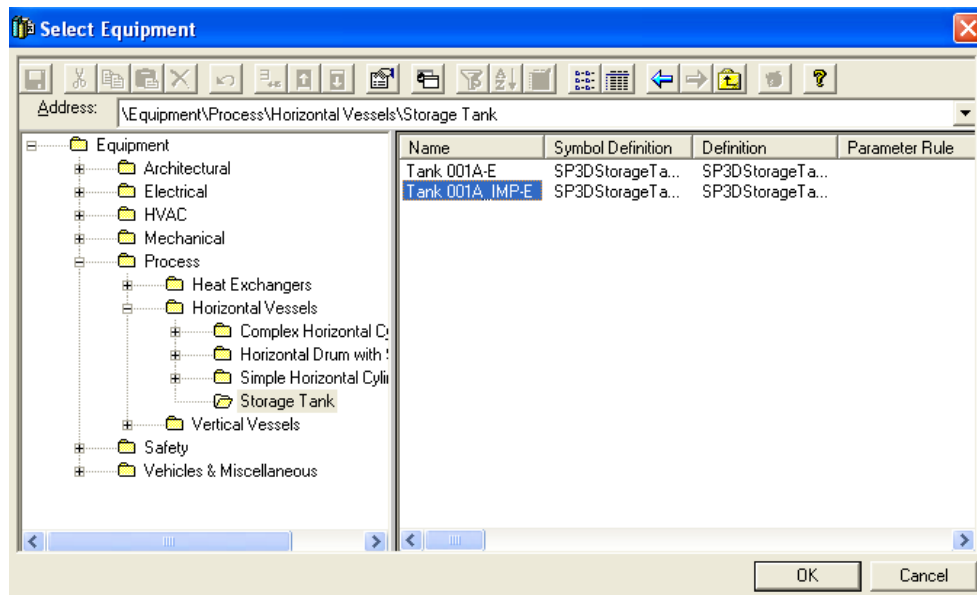 Select Equipment
Address: \Equipment\Process\Horizontal Vessels\Storage Tank
Equipment
Architectural
Electrical
HVAC
Mechanical
Process
Heat Exchangers
Horizontal Vessels
Complex Horizontal Cy
Horizontal Drum with
Simple Horizontal Cylin
Storage Tank
Vertical Vessels
Safety
Vehicles & Miscellaneous
Name Symbol Definition Definition Parameter Rule
Tank 001A-E SP3DStorageTa... SP3DStorageTa...
Tank 001A_IMP-E SP3DStorageTa... SP3DStorageTa...
OK Cancel